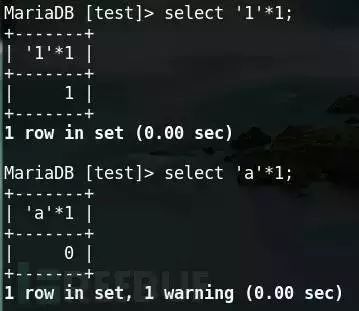 MariaDB [test]> select '1'*1;
+-------+
| '1'*1 |
+-------+
|     1 |
+-------+
1 row in set (0.00 sec)

MariaDB [test]> select 'a'*1;
+-------+
| 'a'*1 |
+-------+
|     0 |
+-------+
1 row in set, 1 warning (0.00 sec)